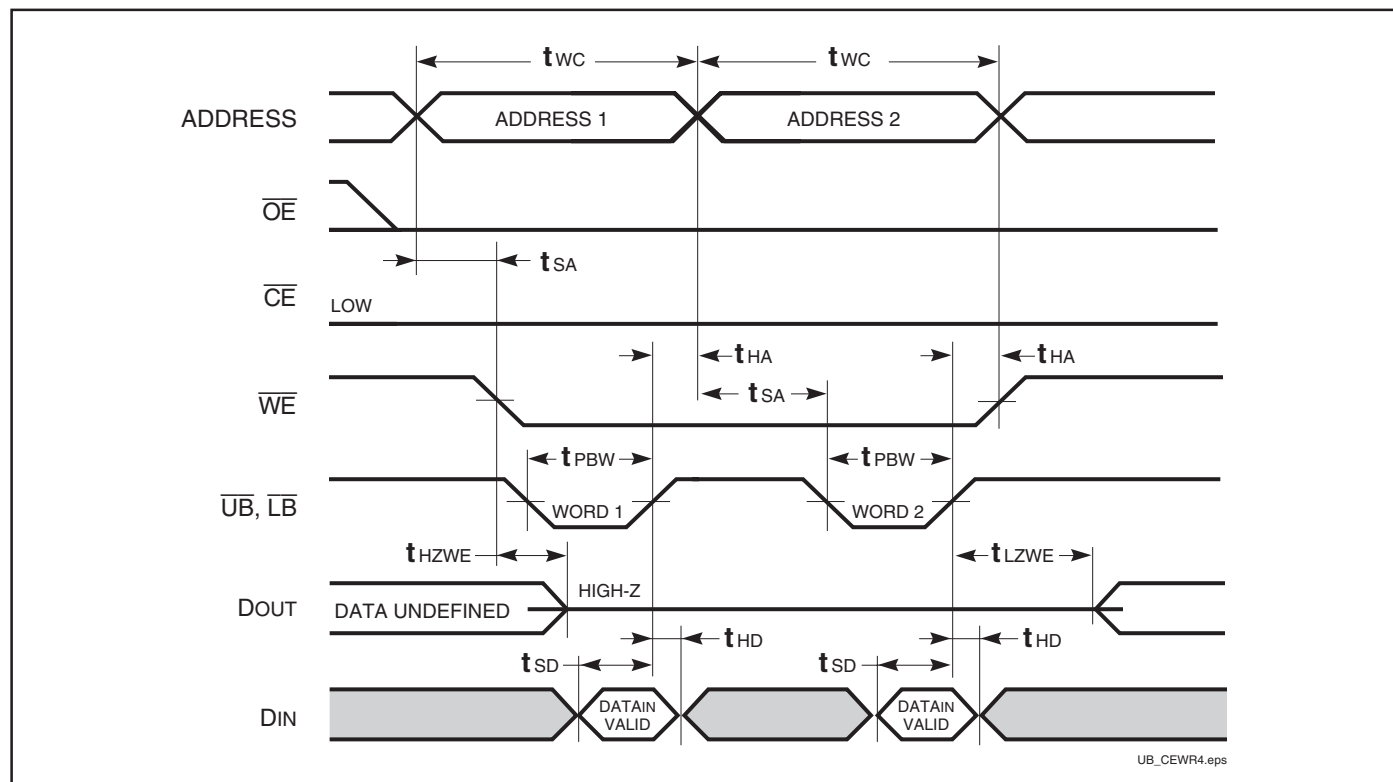 tWC tWC
ADDRESS ADDRESS 1 ADDRESS 2
OE
tSA
CE LOW
tHA tHA
tSA
WE
tPBW tPBW
UB, LB WORD 1 WORD 2
tHZWE tLZWE
HIGH-Z
DOUT DATA UNDEFINED
tHD tHD
tSD tSD
DIN DATAIN VALID DATAIN VALID
UB_CEWR4.eps